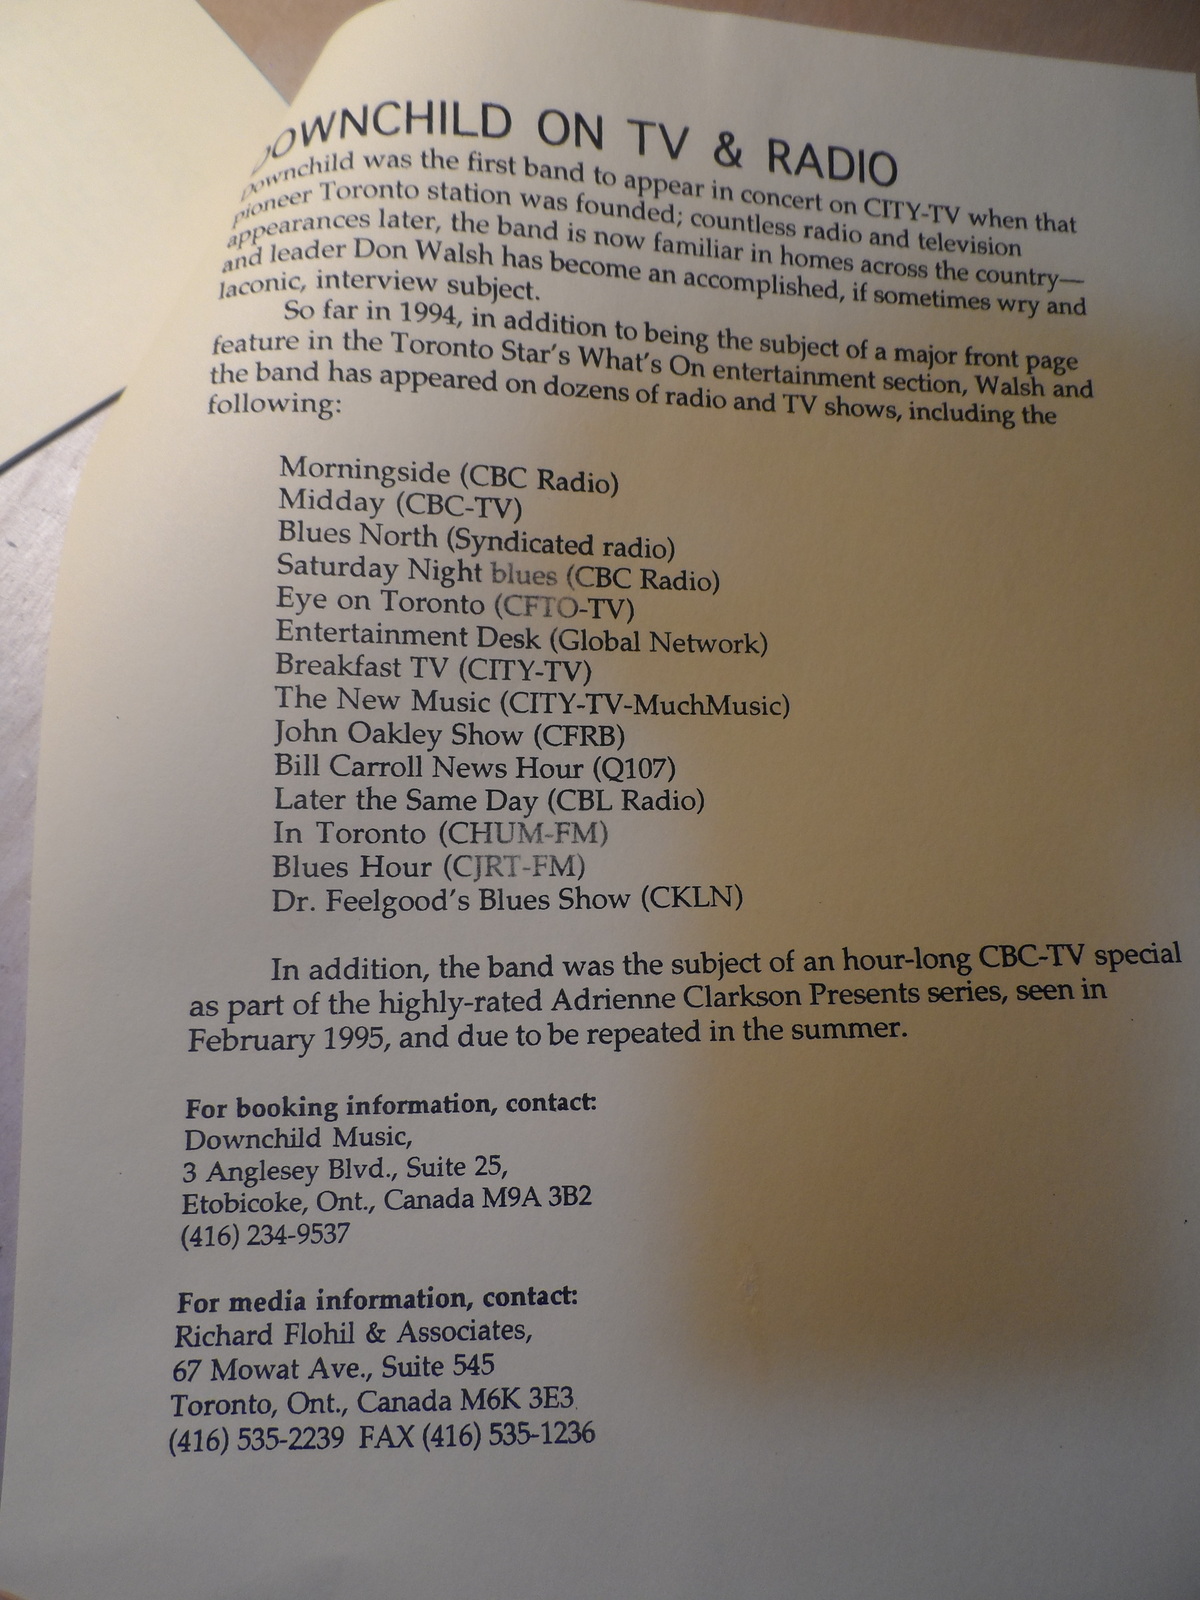 DOWNCHILD ON TV & RADIO
Downchild was the first band to appear in concert on CITY-TV when that
pioneer Toronto station was founded; countless radio and television
appearances later, the band is now familiar in homes across the country—
and leader Don Walsh has become an accomplished, if sometimes wry and
laconic, interview subject.
So far in 1994, in addition to being the subject of a major front page
feature in the Toronto Star's What's On entertainment section, Walsh and
the band has appeared on dozens of radio and TV shows, including the
following:
Morningside (CBC Radio)
Midday (CBC-TV)
Blues North (Syndicated radio)
Saturday Night blues (CBC Radio)
Eye on Toronto (CFTO-TV)
Entertainment Desk (Global Network)
Breakfast TV (CITY-TV)
The New Music (CITY-TV-MuchMusic)
John Oakley Show (CFRB)
Bill Carroll News Hour (Q107)
Later the Same Day (CBL Radio)
In Toronto (CHUM-FM)
Blues Hour (CJRT-FM)
Dr. Feelgood's Blues Show (CKLN)
In addition, the band was the subject of an hour-long CBC-TV special
as part of the highly-rated Adrienne Clarkson Presents series, seen in
February 1995, and due to be repeated in the summer.
For booking information, contact:
Downchild Music,
3 Anglesey Blvd., Suite 25,
Etobicoke, Ont., Canada M9A 3B2
(416) 234-9537
For media information, contact:
Richard Flohil & Associates,
67 Mowat Ave., Suite 545
Toronto, Ont., Canada M6K 3E3
(416) 535-2239 FAX (416) 535-1236